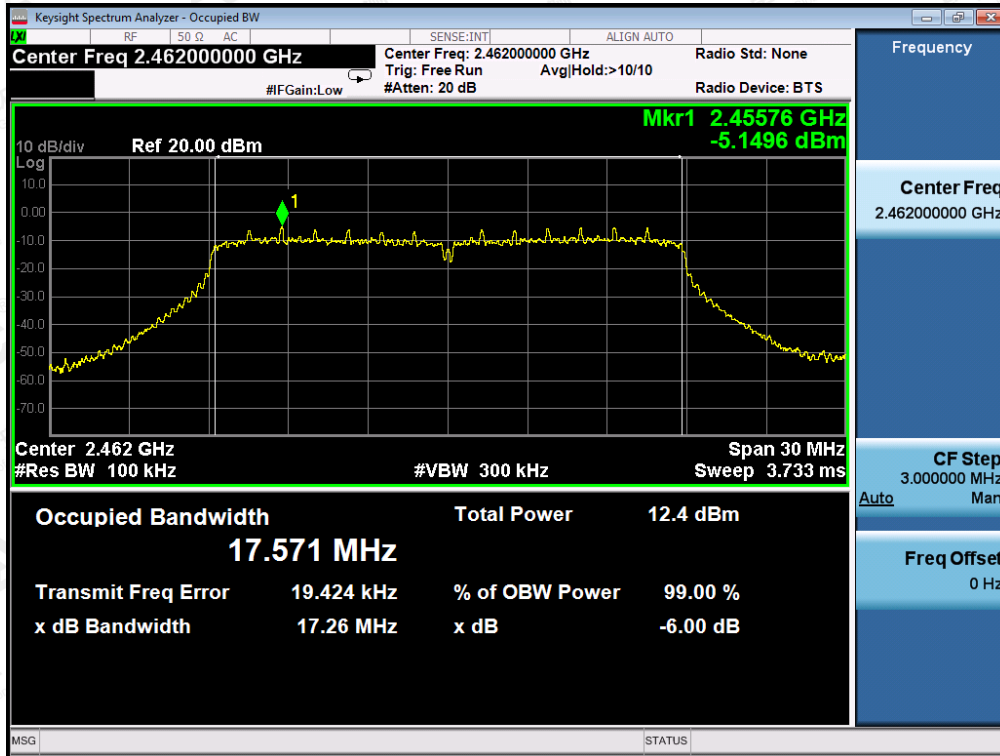 Keysight Spectrum Analyzer - Occupied BW
LXI RF 50 Ω AC SENSE:INT ALIGN AUTO
Center Freq 2.462000000 GHz
Center Freq: 2.462000000 GHz Radio Std: None
Trig: Free Run Avg|Hold:>10/10
#IFGain:Low #Atten: 20 dB Radio Device: BTS
Mkr1 2.45576 GHz
-5.1496 dBm
10 dB/div Ref 20.00 dBm
Log
10.0
1
0.00
-10.0
-20.0
-30.0
-40.0
-50.0
-60.0
-70.0
Center 2.462 GHz Span 30 MHz
#Res BW 100 kHz #VBW 300 kHz Sweep 3.733 ms
Occupied Bandwidth Total Power 12.4 dBm
17.571 MHz
Transmit Freq Error 19.424 kHz % of OBW Power 99.00 %
x dB Bandwidth 17.26 MHz x dB -6.00 dB
MSG STATUS
Frequency
Center Freq
2.462000000 GHz
CF Step
3.000000 MHz
Auto Man
Freq Offset
0 Hz